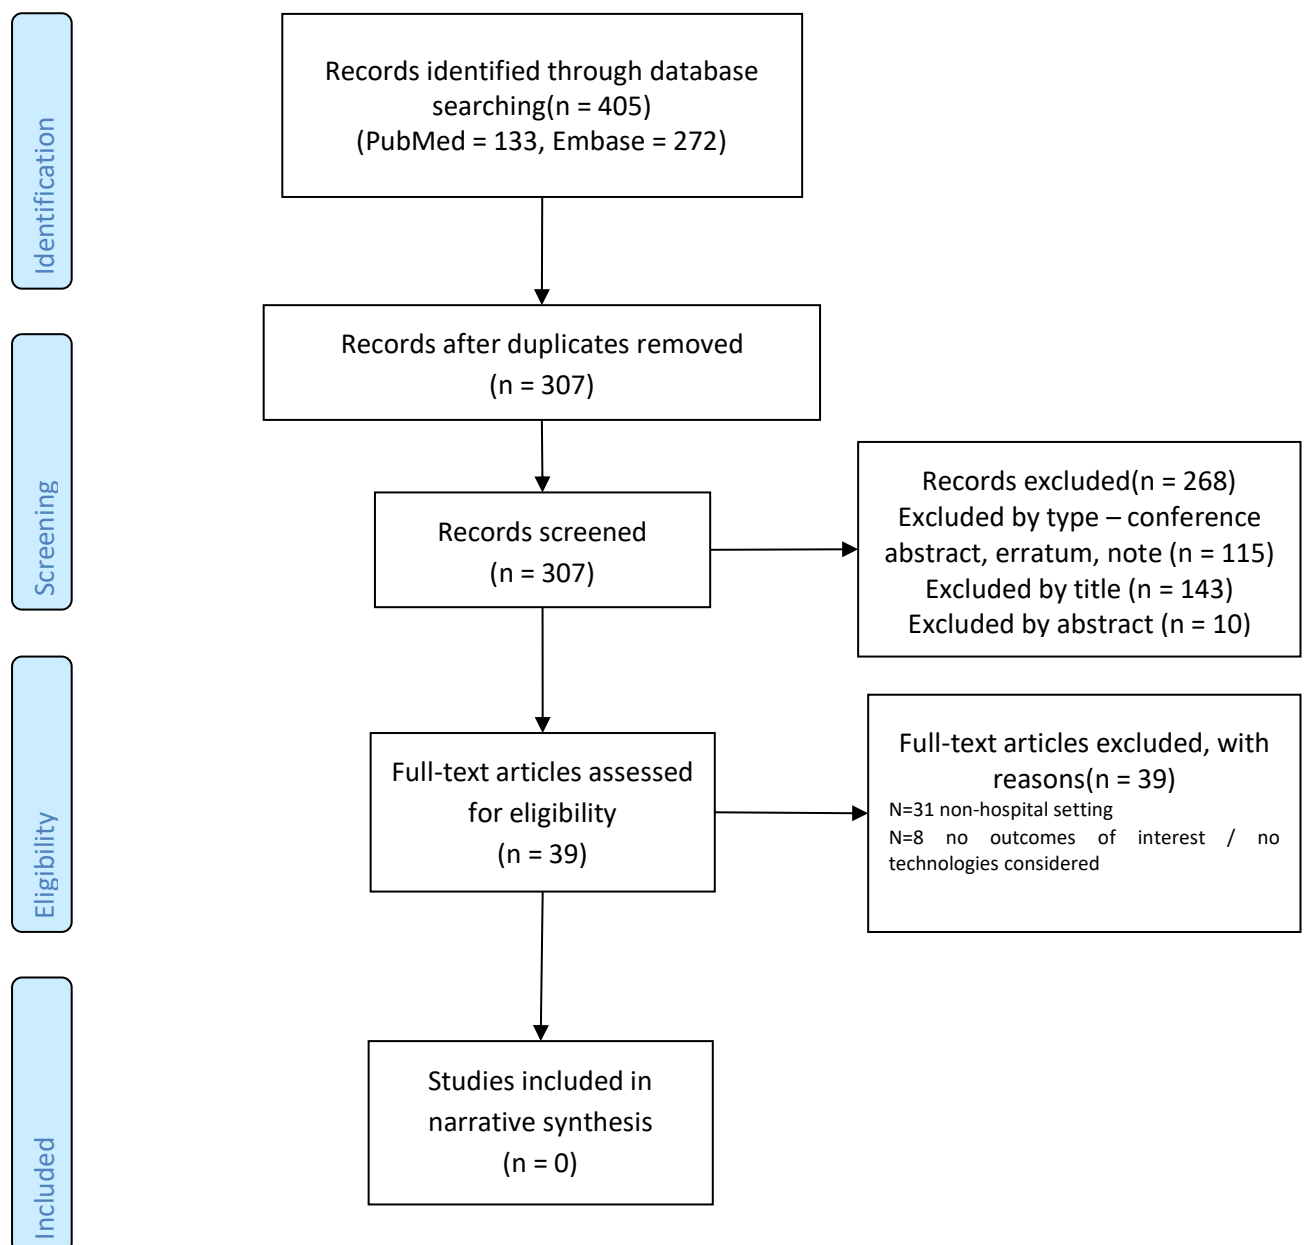 Identification
Records identified through database
searching(n = 405)
(PubMed = 133, Embase = 272)
Records after duplicates removed
(n = 307)
Screening
Records screened
(n = 307)
Records excluded(n = 268)
Excluded by type – conference
abstract, erratum, note (n = 115)
Excluded by title (n = 143)
Excluded by abstract (n = 10)
Eligibility
Full-text articles assessed
for eligibility
(n = 39)
Full-text articles excluded, with
reasons(n = 39)
N=31 non-hospital setting
N=8 no outcomes of interest / no
technologies considered
Included
Studies included in
narrative synthesis
(n = 0)